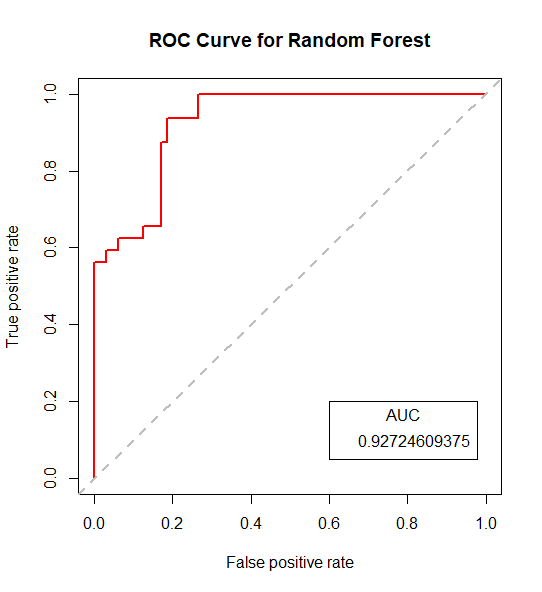 ROC Curve for Random Forest
True positive rate
1.0
0.8
0.6
0.4
0.2
0.0
AUC
0.92724609375
0.0 0.2 0.4 0.6 0.8 1.0
False positive rate